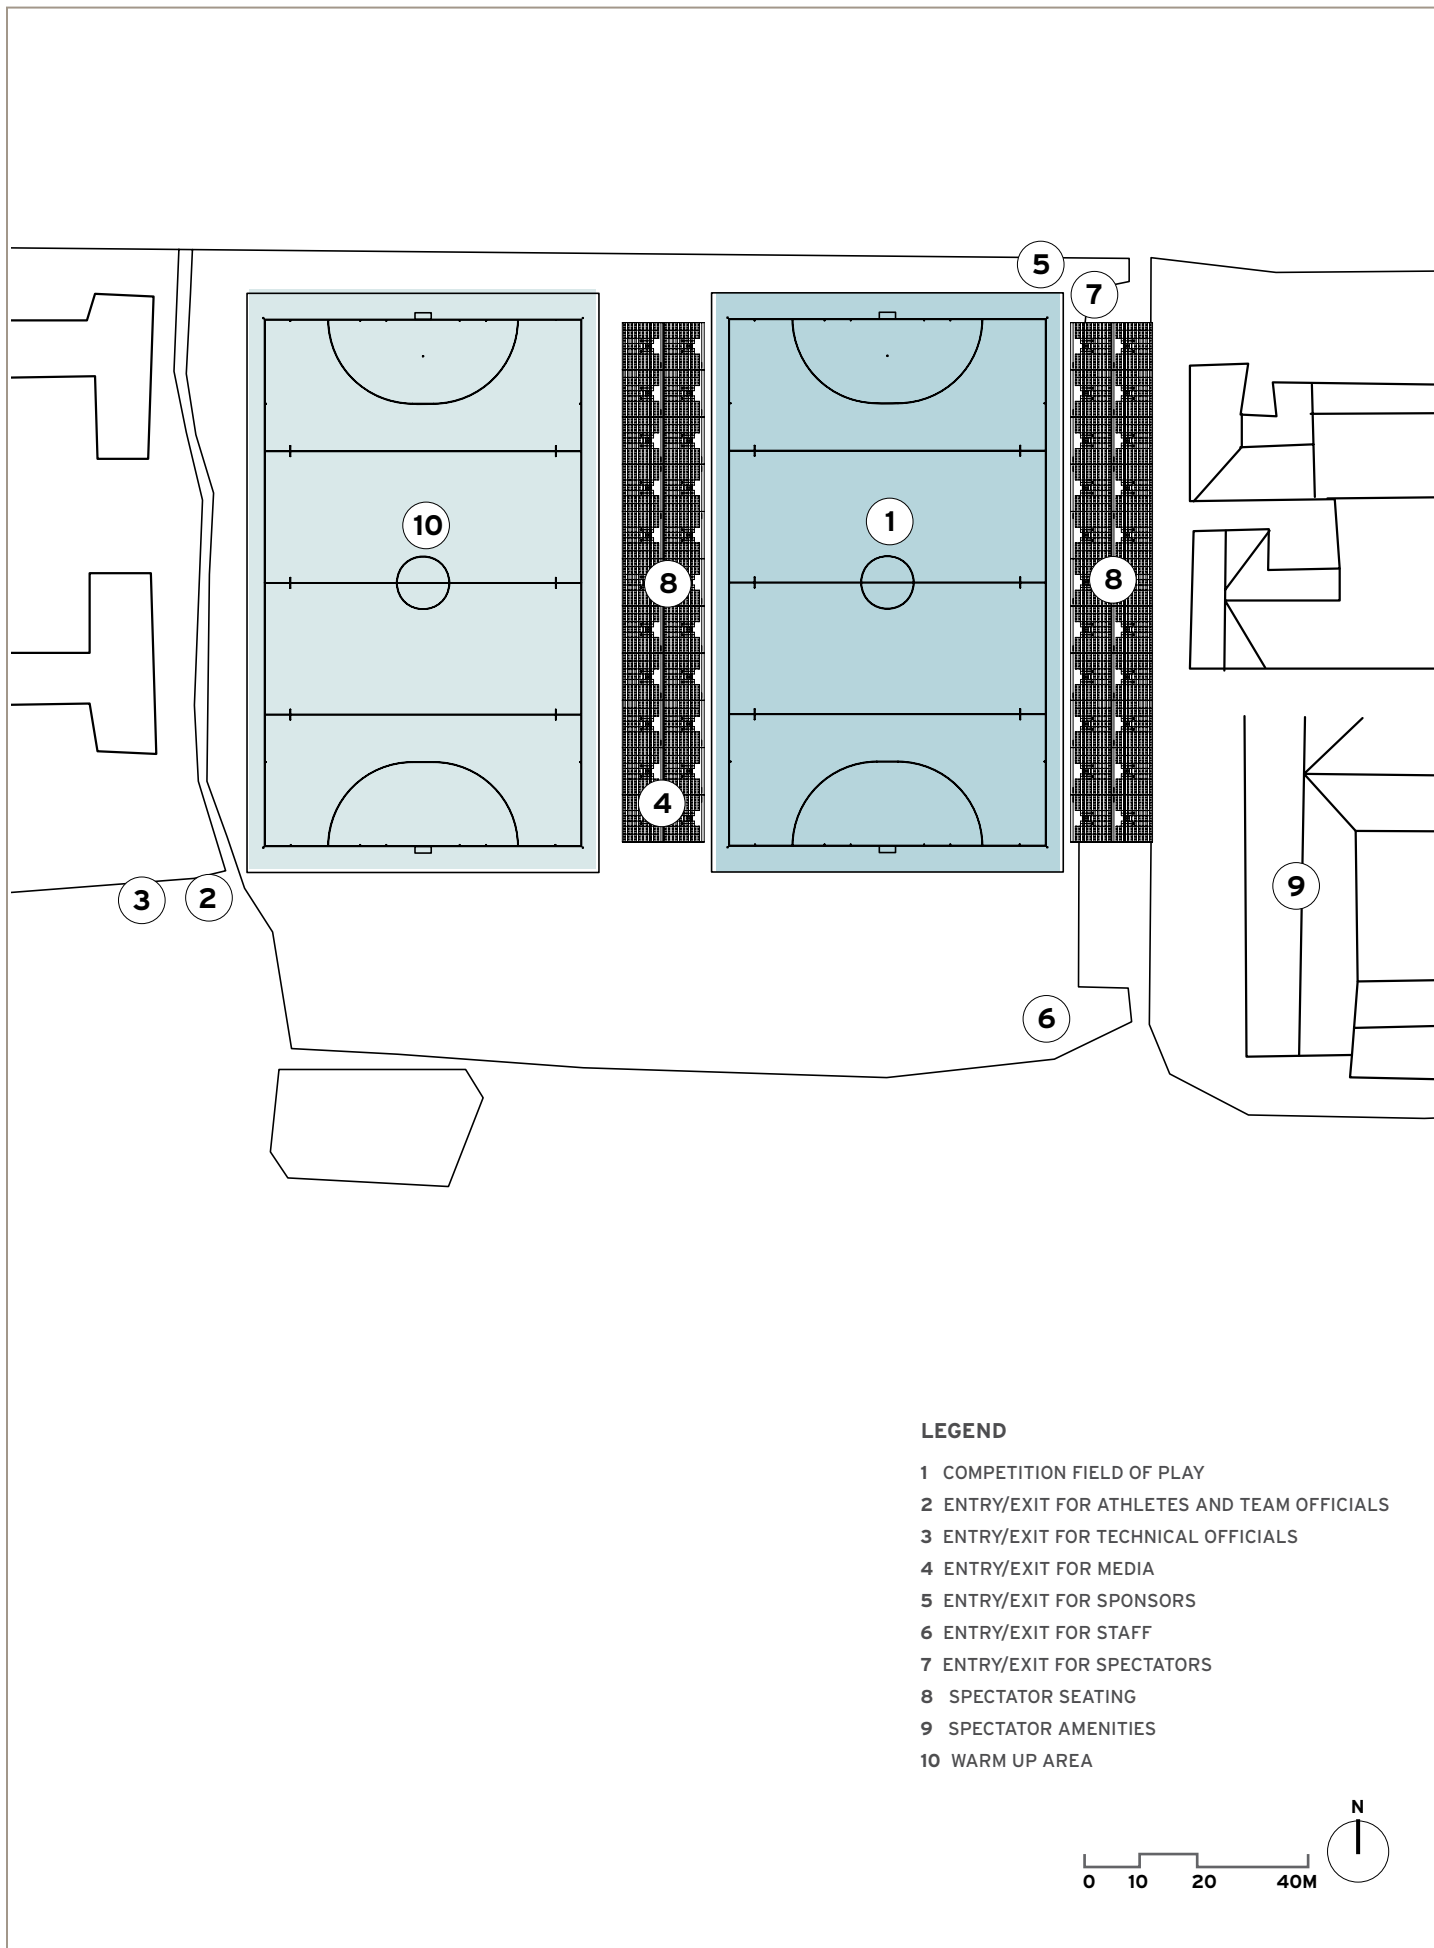 5
7
10
1
8
8
4
3
2
9
6
LEGEND
1 COMPETITION FIELD OF PLAY
2 ENTRY/EXIT FOR ATHLETES AND TEAM OFFICIALS
3 ENTRY/EXIT FOR TECHNICAL OFFICIALS
4 ENTRY/EXIT FOR MEDIA
5 ENTRY/EXIT FOR SPONSORS
6 ENTRY/EXIT FOR STAFF
7 ENTRY/EXIT FOR SPECTATORS
8 SPECTATOR SEATING
9 SPECTATOR AMENITIES
10 WARM UP AREA
N
0 10 20 40M